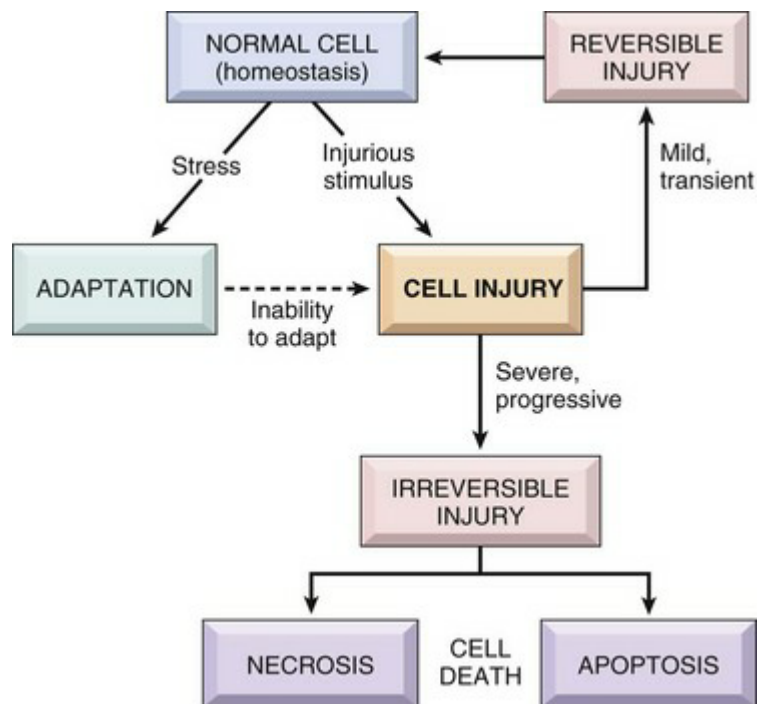 NORMAL CELL
(homeostasis)
REVERSIBLE
INJURY
Stress
Injurious
stimulus
Mild,
transient
ADAPTATION
Inability
to adapt
CELL INJURY
Severe,
progressive
IRREVERSIBLE
INJURY
NECROSIS
CELL
DEATH
APOPTOSIS